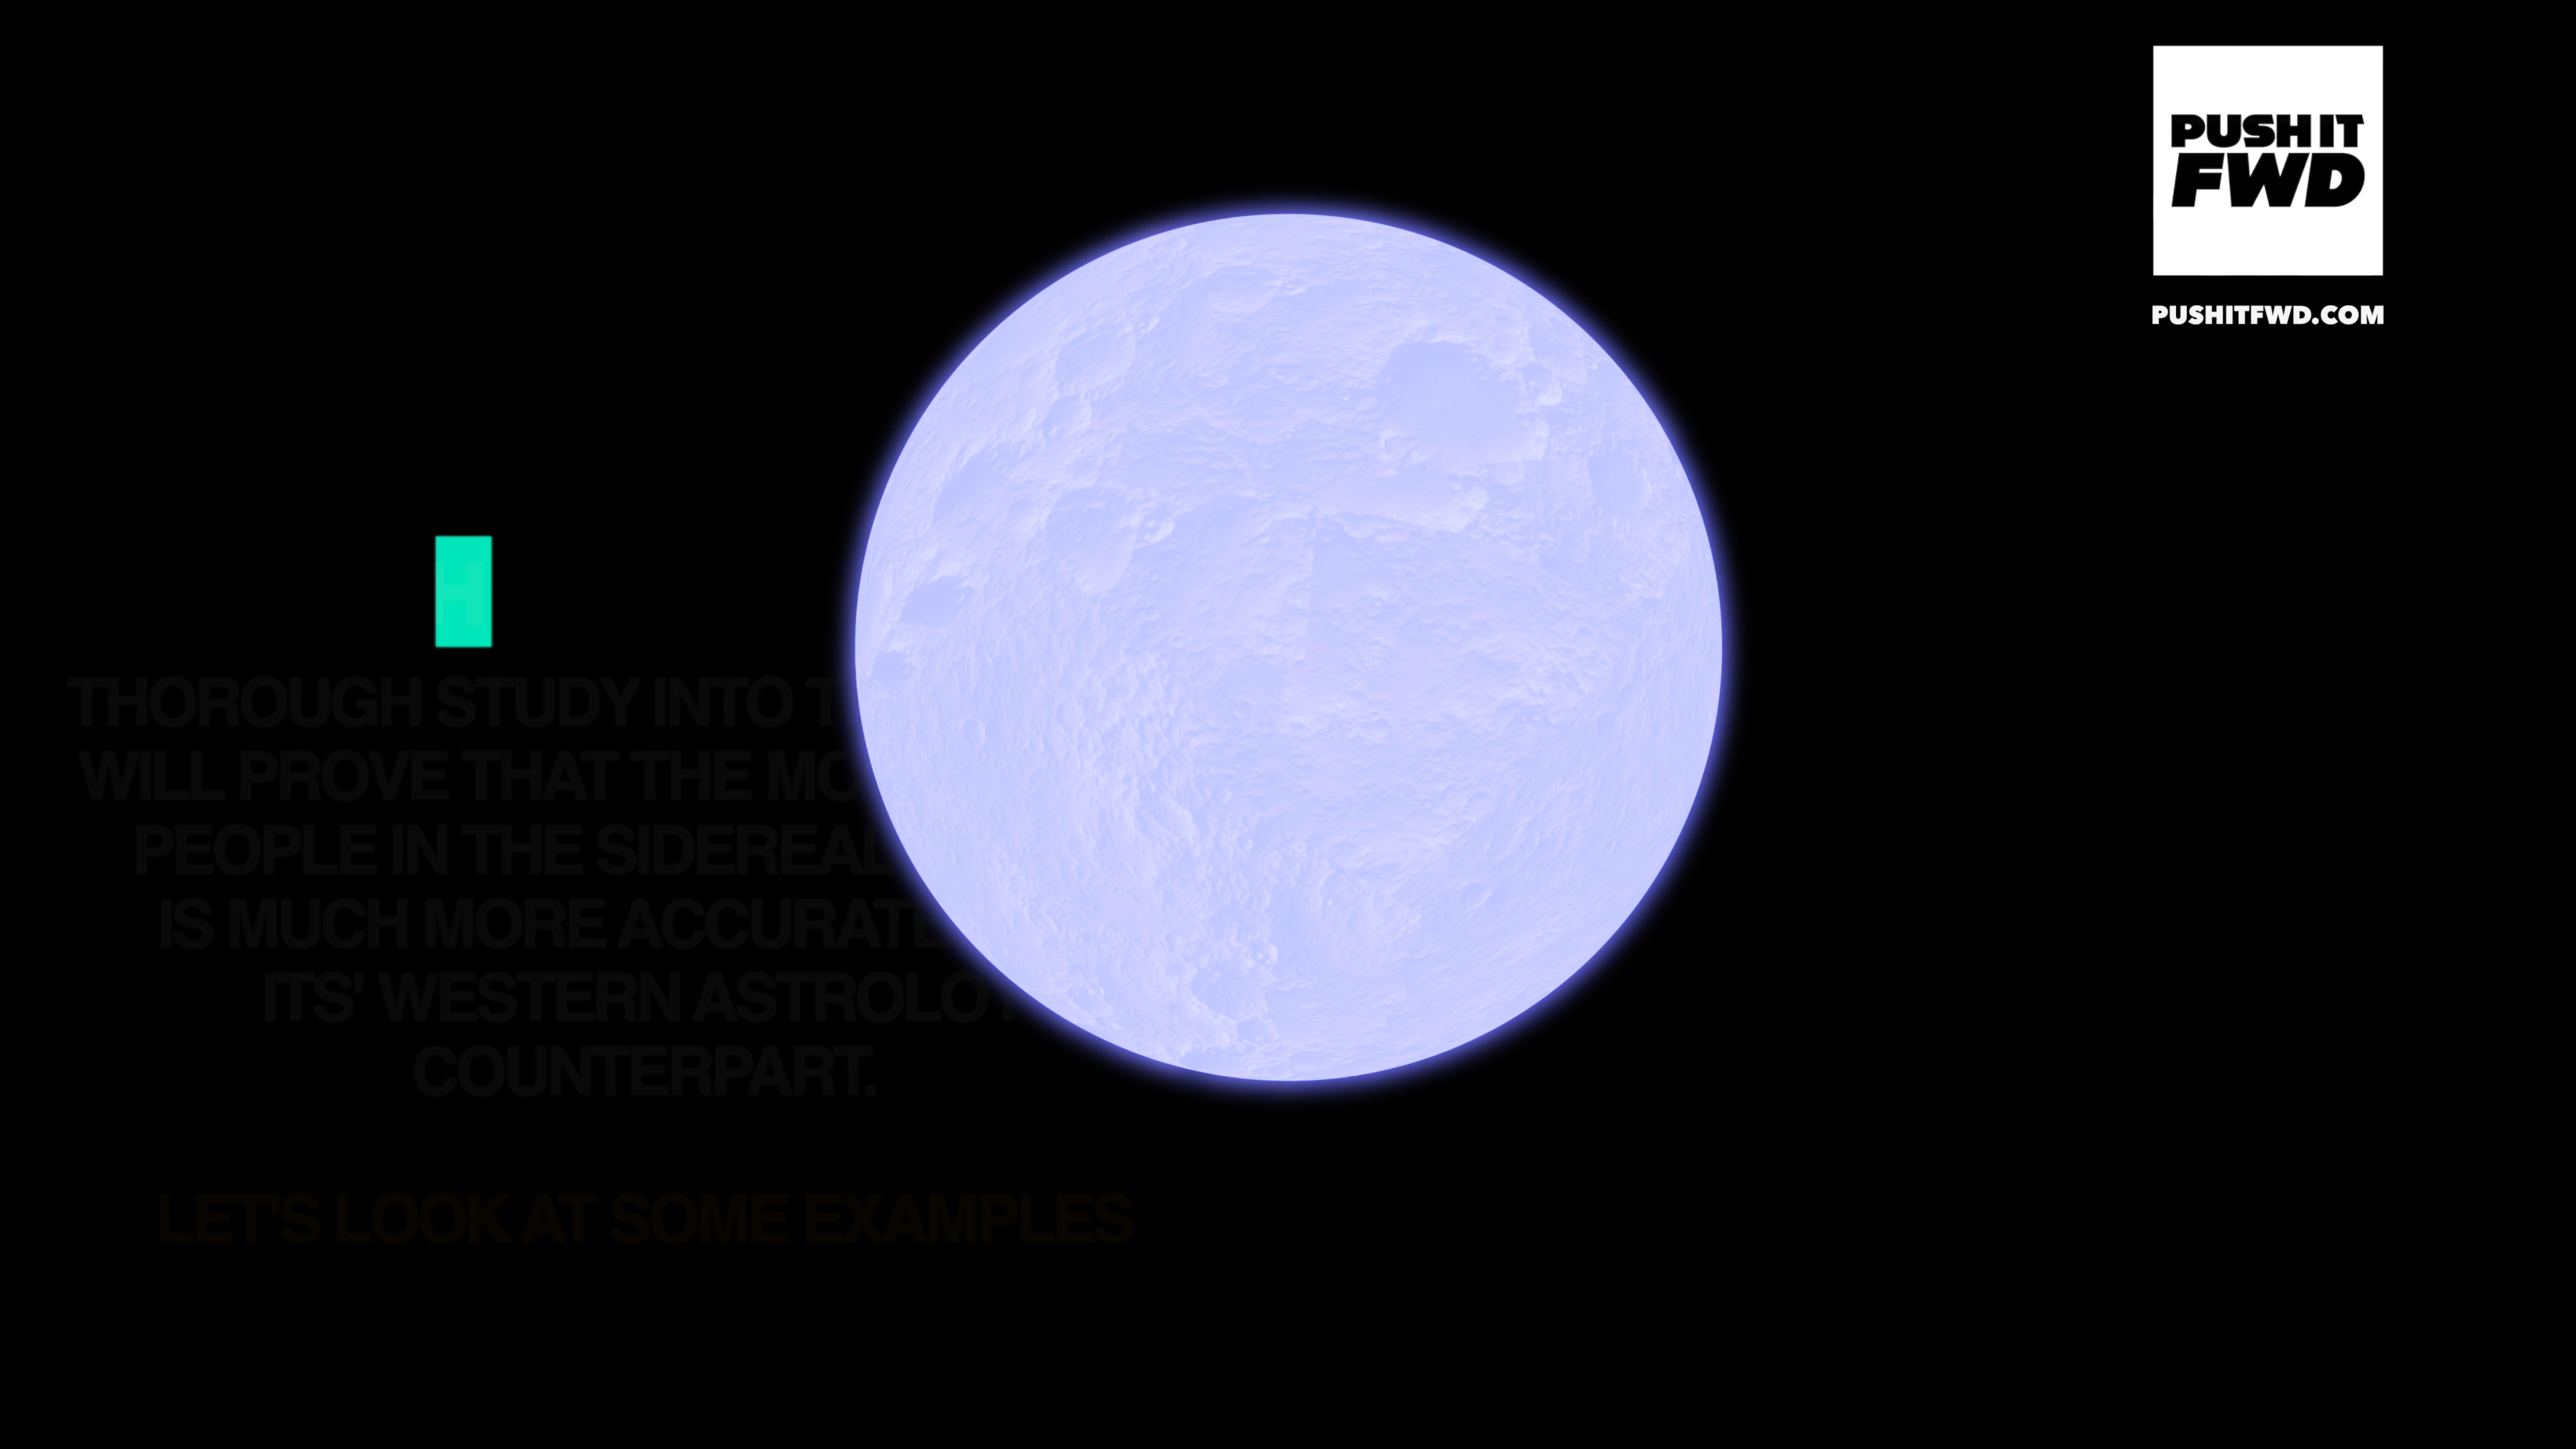 PUSH IT
FWD
PUSHITFWD.COM
THOROUGH STUDY INTO T
WILL PROVE THAT THE MO
PEOPLE IN THE SIDEREAL
IS MUCH MORE ACCURATE
ITS' WESTERN ASTROLO
COUNTERPART.
LET'S LOOK AT SOME EXAMPLES